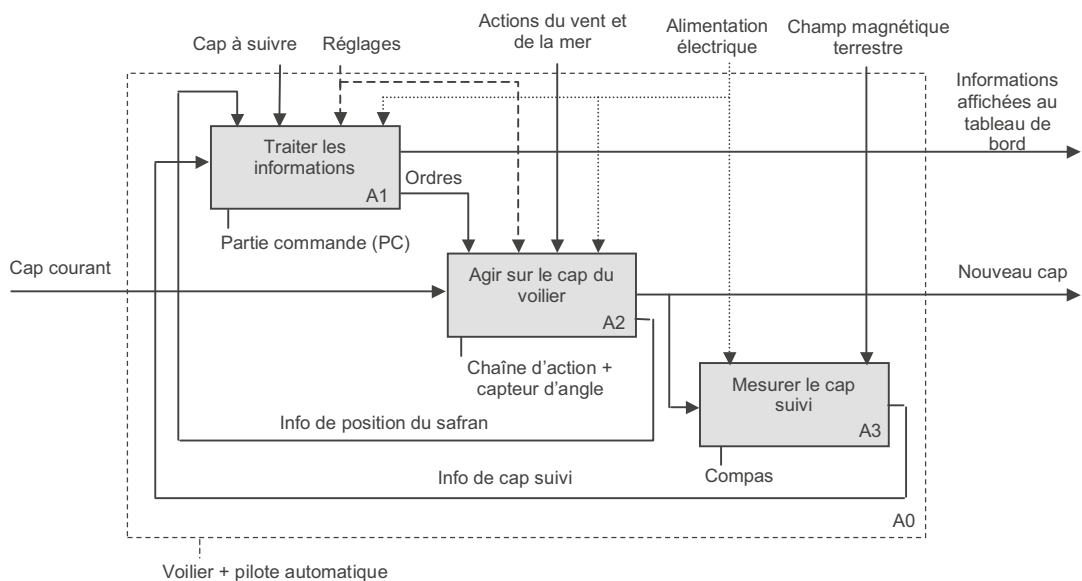 Actions du vent et
de la mer
Alimentation
électrique
Champ magnétique
terrestre
Cap à suivre
Réglages
Informations
affichées au
tableau de
bord
Traiter les
informations
A1
Ordres
Partie commande (PC)
Cap courant
Agir sur le cap du
voilier
A2
Nouveau cap
Chaîne d'action +
capteur d'angle
Mesurer le cap
suivi
A3
Info de position du safran
Info de cap suivi
Compas
A0
Voilier + pilote automatique